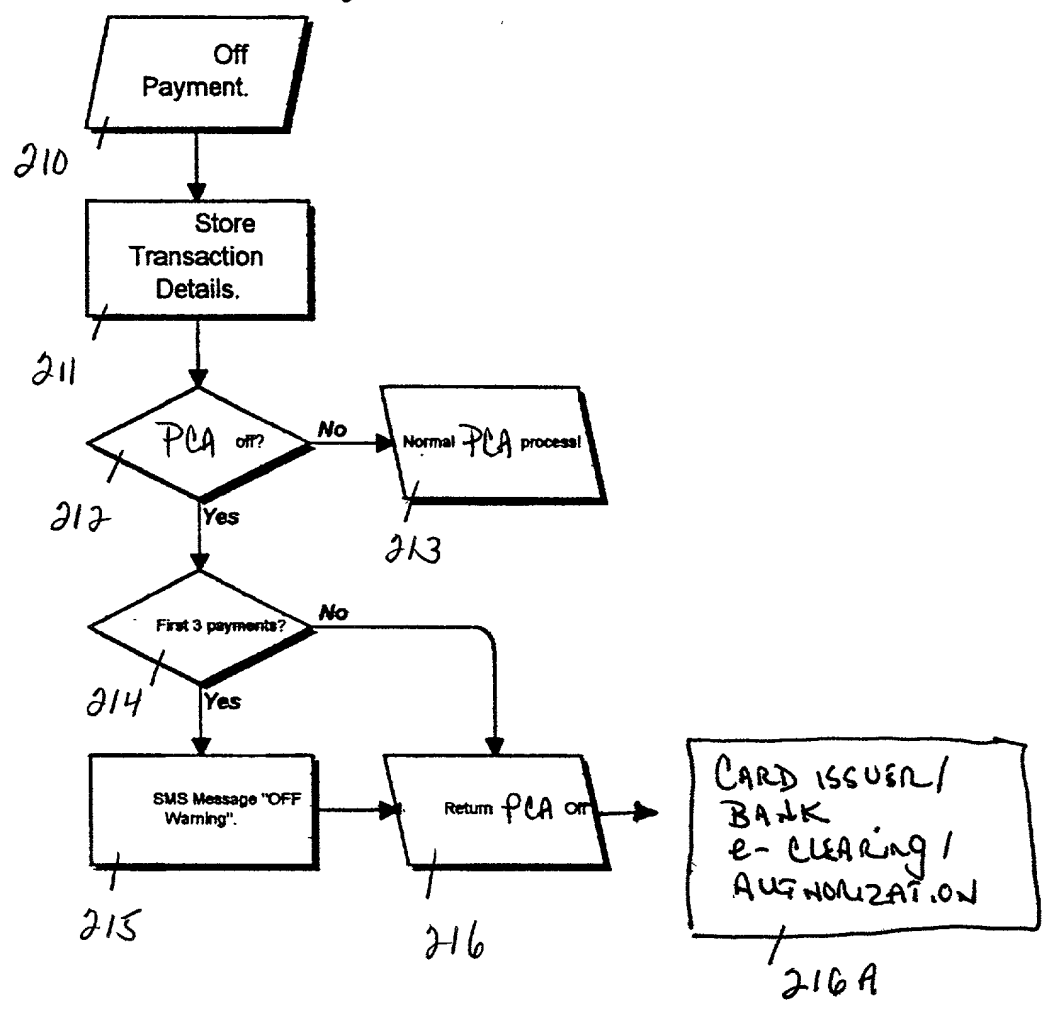 Off
Payment.
210
Store
Transaction
Details.
211
PCA off?
No
Normal PCA process!
212
Yes
213
First 3 payments?
No
214
Yes
SMS Message "OFF
Warning".
Return PCA Off
CARD ISSUER/
BANK
e-CLEARING/
AUTHORIZATION
215
216
216A